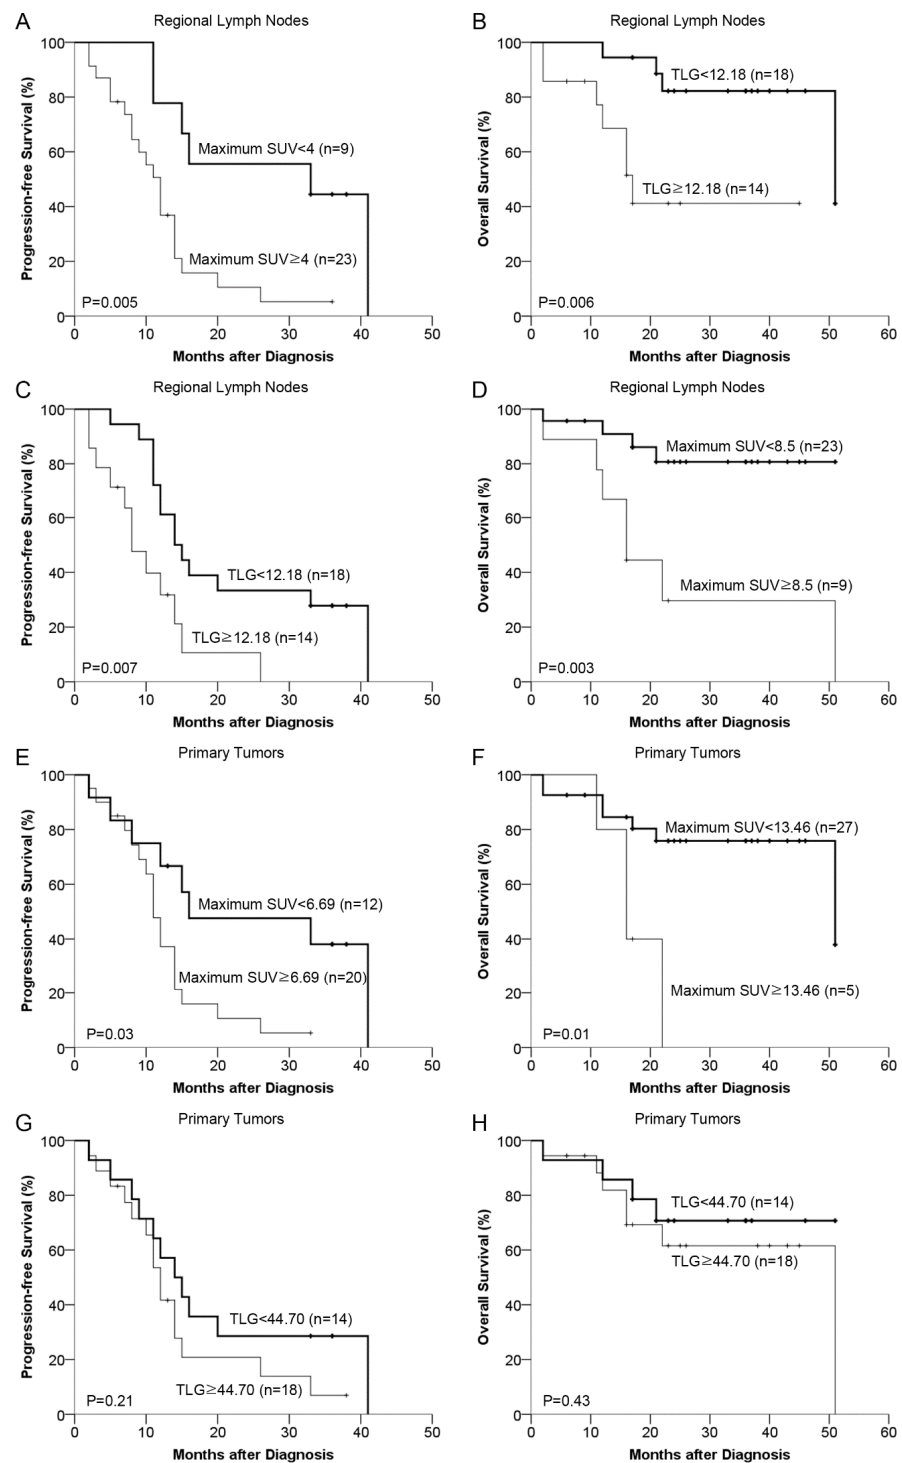 A
Regional Lymph Nodes
Progression-free Survival (%)
100
80
60
40
20
0
Maximum SUV<4 (n=9)
Maximum SUV≥4 (n=23)
P=0.005
0 10 20 30 40 50
Months after Diagnosis
B
Regional Lymph Nodes
Overall Survival (%)
100
80
60
40
20
0
TLG<12.18 (n=18)
TLG≥12.18 (n=14)
P=0.006
0 10 20 30 40 50 60
Months after Diagnosis
C
Regional Lymph Nodes
Progression-free Survival (%)
100
80
60
40
20
0
TLG<12.18 (n=18)
TLG≥12.18 (n=14)
P=0.007
0 10 20 30 40 50
Months after Diagnosis
D
Regional Lymph Nodes
Overall Survival (%)
100
80
60
40
20
0
Maximum SUV<8.5 (n=23)
Maximum SUV≥8.5 (n=9)
P=0.003
0 10 20 30 40 50 60
Months after Diagnosis
E
Primary Tumors
Progression-free Survival (%)
100
80
60
40
20
0
Maximum SUV<6.69 (n=12)
Maximum SUV≥6.69 (n=20)
P=0.03
0 10 20 30 40 50
Months after Diagnosis
F
Primary Tumors
Overall Survival (%)
100
80
60
40
20
0
Maximum SUV<13.46 (n=27)
Maximum SUV≥13.46 (n=5)
P=0.01
0 10 20 30 40 50 60
Months after Diagnosis
G
Primary Tumors
Progression-free Survival (%)
100
80
60
40
20
0
TLG<44.70 (n=14)
TLG≥44.70 (n=18)
P=0.21
0 10 20 30 40 50
Months after Diagnosis
H
Primary Tumors
Overall Survival (%)
100
80
60
40
20
0
TLG<44.70 (n=14)
TLG≥44.70 (n=18)
P=0.43
0 10 20 30 40 50 60
Months after Diagnosis